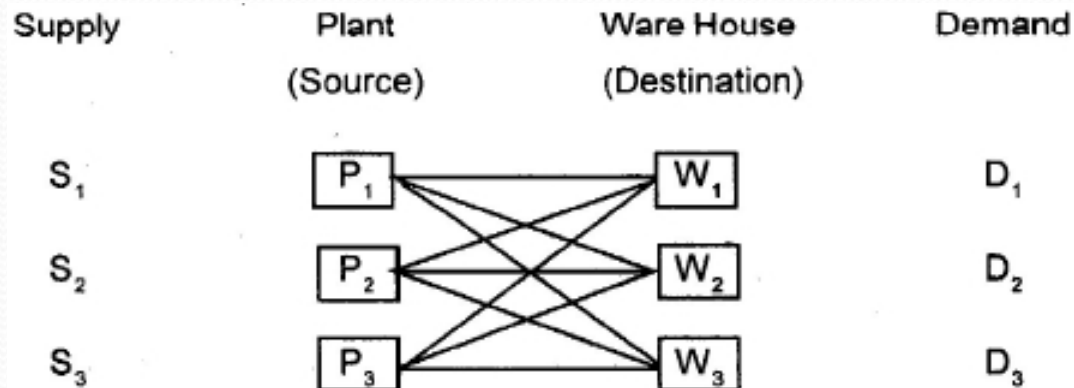 Supply Plant Ware House Demand
(Source) (Destination)
S₁ P₁ W₁ D₁
S₂ P₂ W₂ D₂
S₃ P₃ W₃ D₃